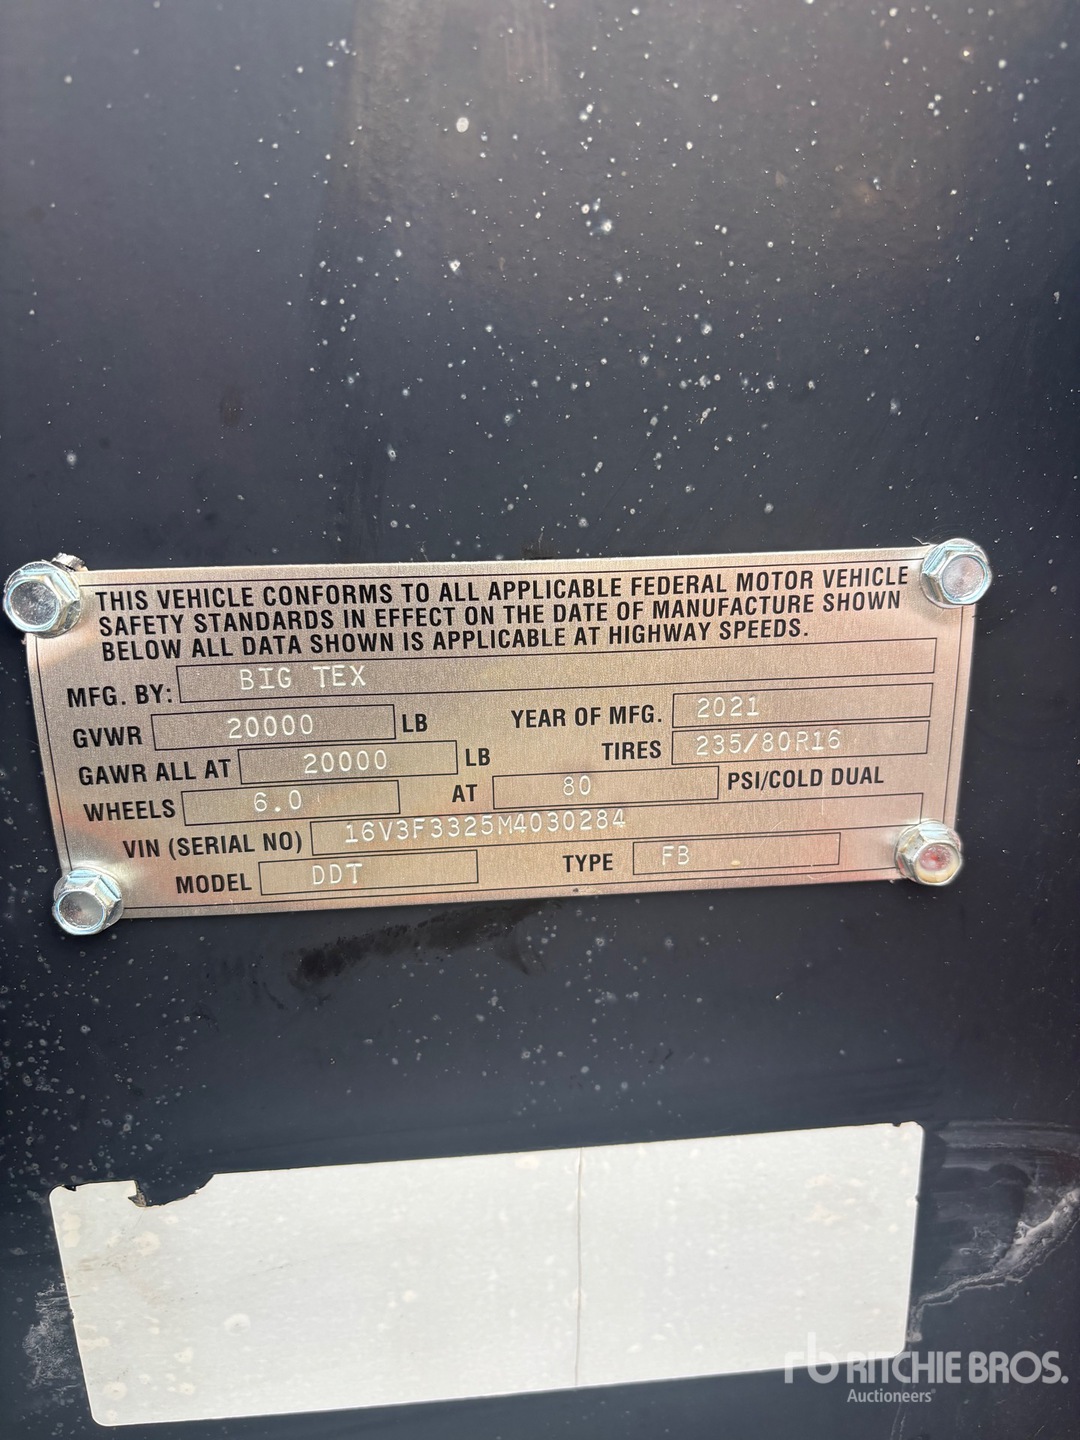 THIS VEHICLE CONFORMS TO ALL APPLICABLE FEDERAL MOTOR VEHICLE
SAFETY STANDARDS IN EFFECT ON THE DATE OF MANUFACTURE SHOWN
BELOW ALL DATA SHOWN IS APPLICABLE AT HIGHWAY SPEEDS.
MFG. BY: BIG TEX
GVWR 20000 LB YEAR OF MFG. 2021
GAWR ALL AT 20000 LB TIRES 235/80R16
WHEELS 6.0 AT 80 PSI/COLD DUAL
VIN (SERIAL NO) 16V3F3325M4030284
MODEL DDT TYPE FB
rb RITCHIE BROS.
Auctioneers